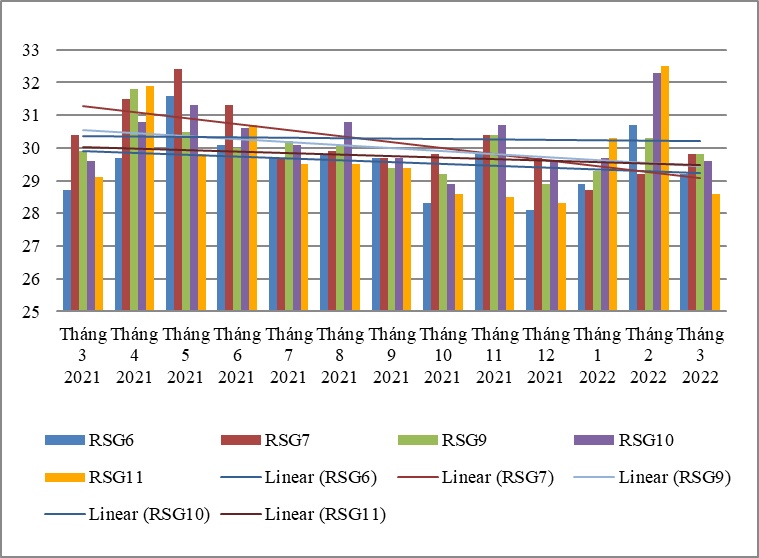 33
32
31
30
29
28
27
26
25
Tháng 3 2021
Tháng 4 2021
Tháng 5 2021
Tháng 6 2021
Tháng 7 2021
Tháng 8 2021
Tháng 9 2021
Tháng 10 2021
Tháng 11 2021
Tháng 12 2021
Tháng 1 2022
Tháng 2 2022
Tháng 3 2022
RSG6 RSG7 RSG9 RSG10
RSG11 Linear (RSG6) Linear (RSG7) Linear (RSG9)
Linear (RSG10) Linear (RSG11)